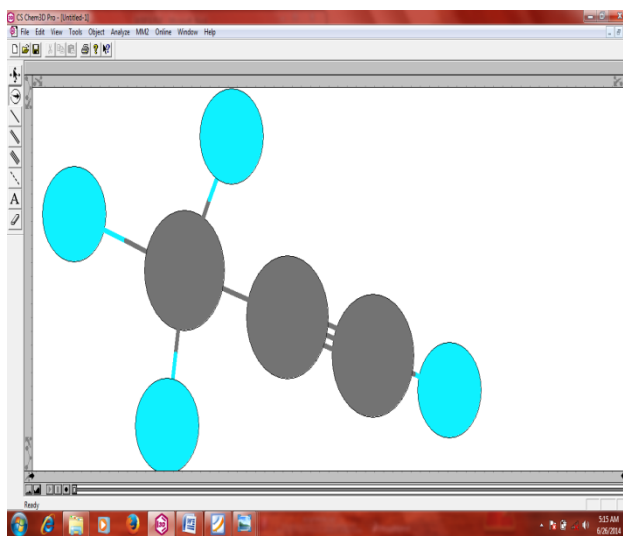 CS Chem3D Pro - [Untitled-1]
File Edit View Tools Object Analyze MM2 Online Window Help
A
Ready
5:15 AM
6/26/2014